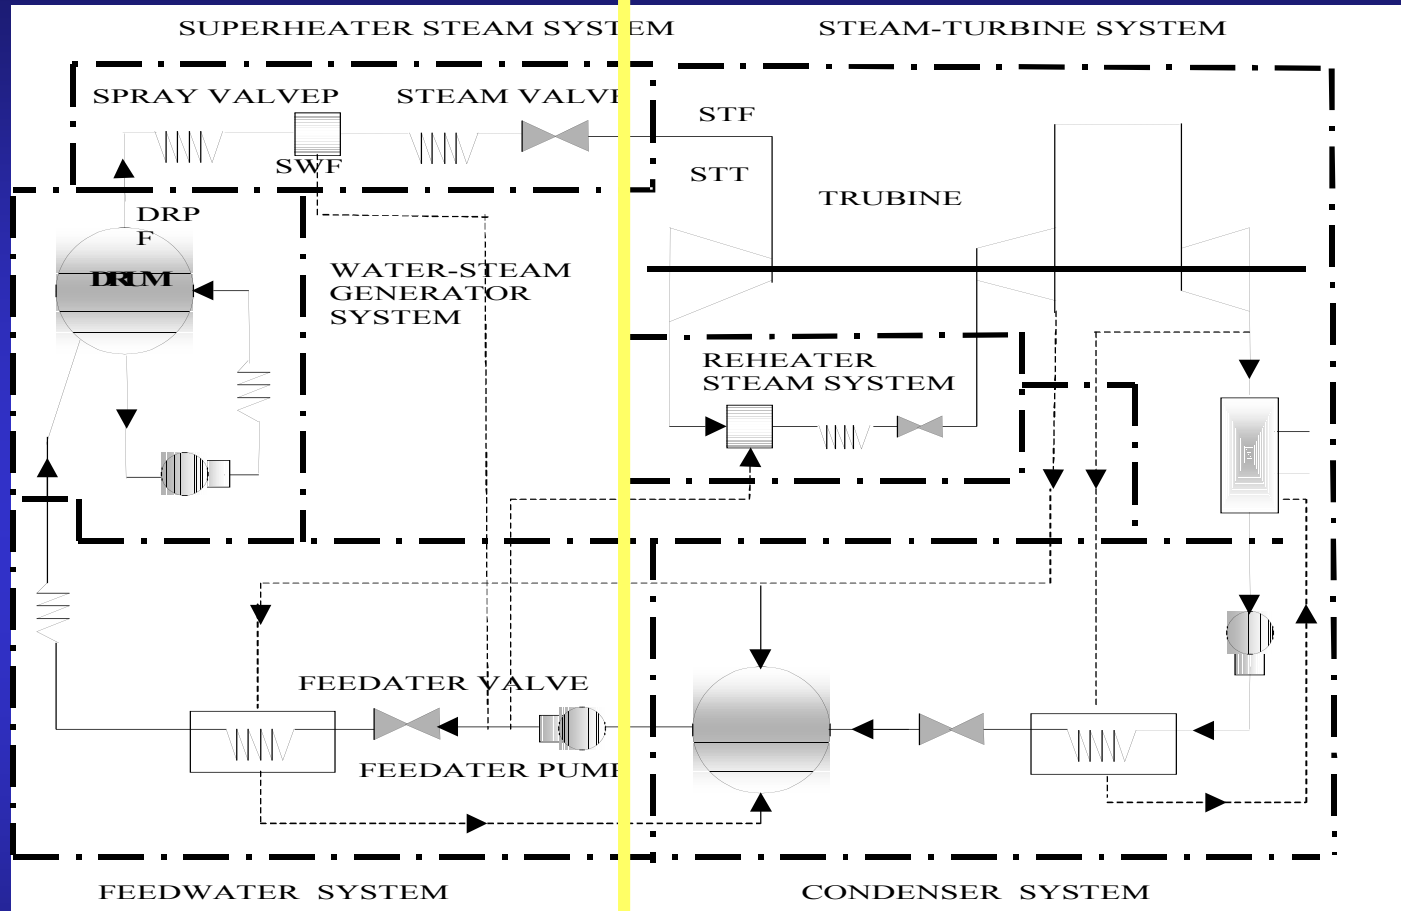 SUPERHEATER STEAM SYSTEM
STEAM-TURBINE SYSTEM
SPRAY VALVEP
STEAM VALVE
STF
SWF
STT
TRUBINE
DRP
F
DRUM
WATER-STEAM
GENERATOR
SYSTEM
REHEATER
STEAM SYSTEM
FEEDATER VALVE
FEEDATER PUMP
FEEDWATER SYSTEM
CONDENSER SYSTEM